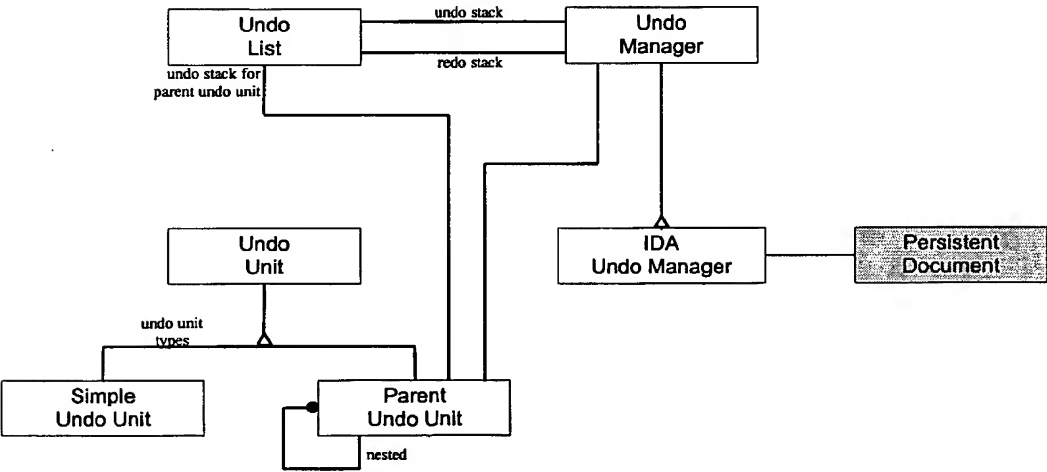 Undo
List
undo stack
redo stack
Undo
Manager
undo stack for
parent undo unit
Undo
Unit
IDA
Undo Manager
Persistent
Document
undo unit
types
Simple
Undo Unit
Parent
Undo Unit
nested